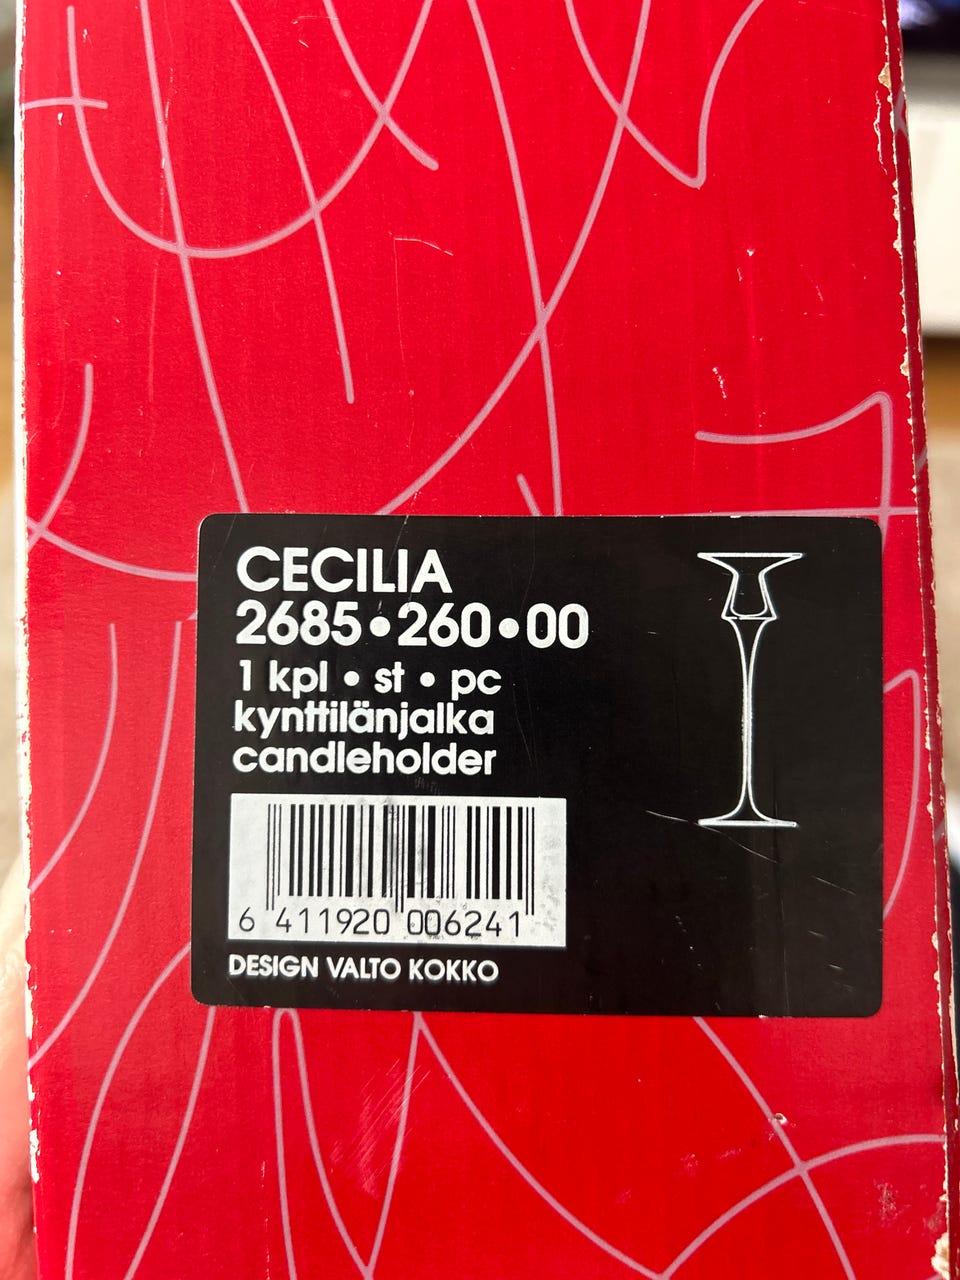 CECILIA
2685•260•00
1 kpl • st • pc
kynttilänjalka
candleholder
6 411920 006241
DESIGN VALTO KOKKO